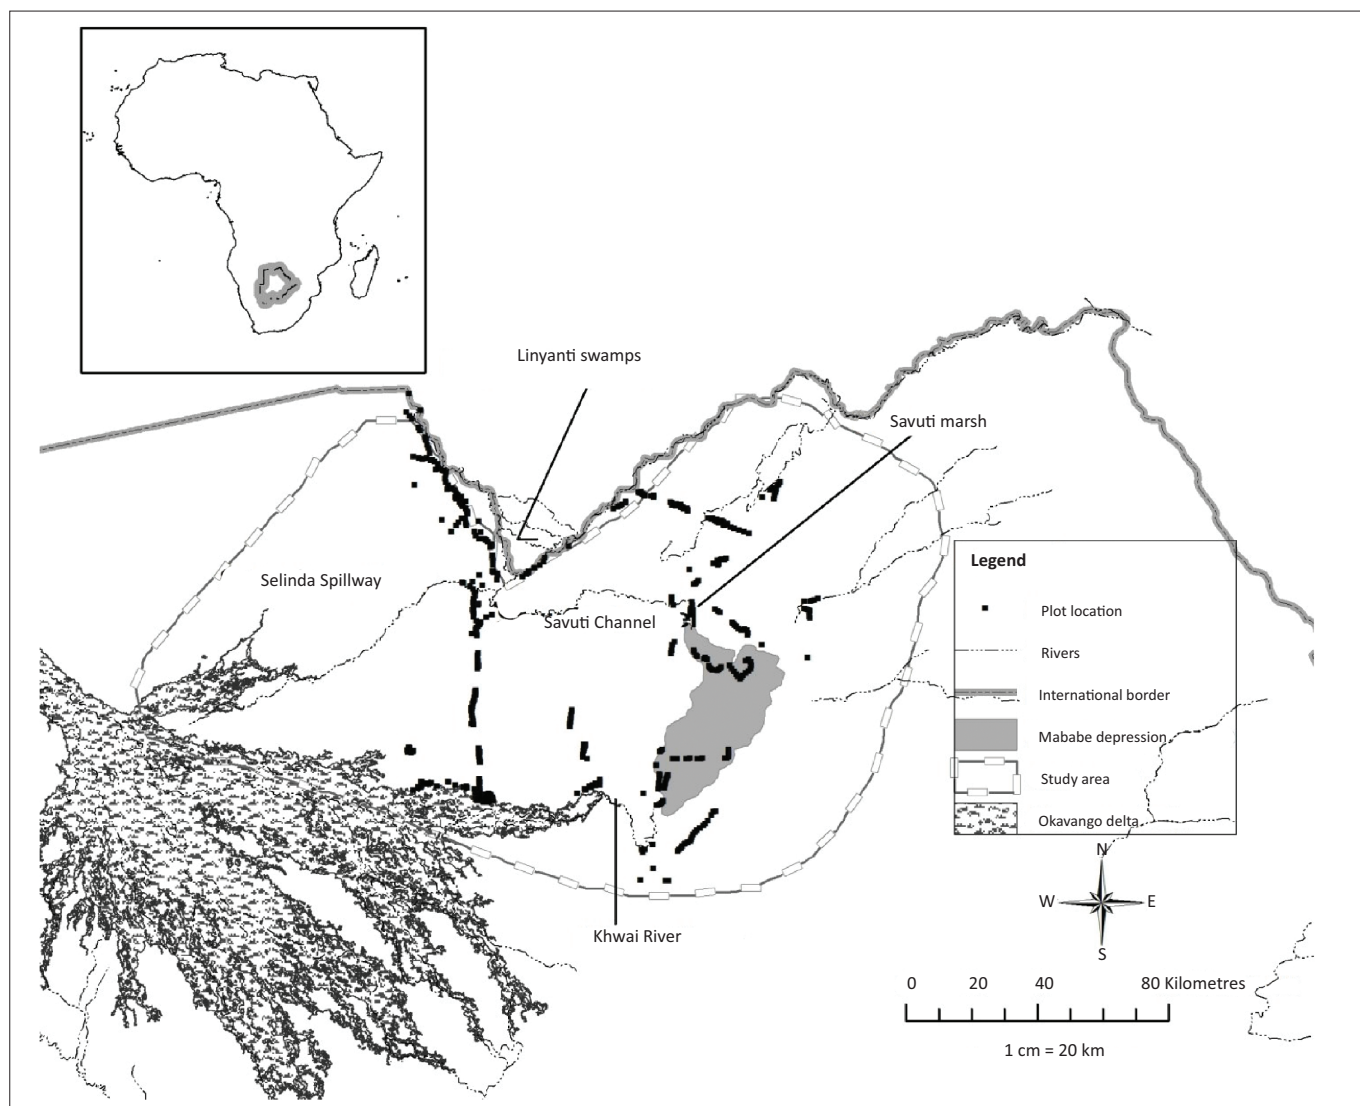 Linyanti swamps
Savuti marsh
Selinda Spillway
Savuti Channel
Khwai River
Legend
Plot location
Rivers
International border
Mababe depression
Study area
Okavango delta
N
W
E
S
0 20 40 80 Kilometres
1 cm = 20 km